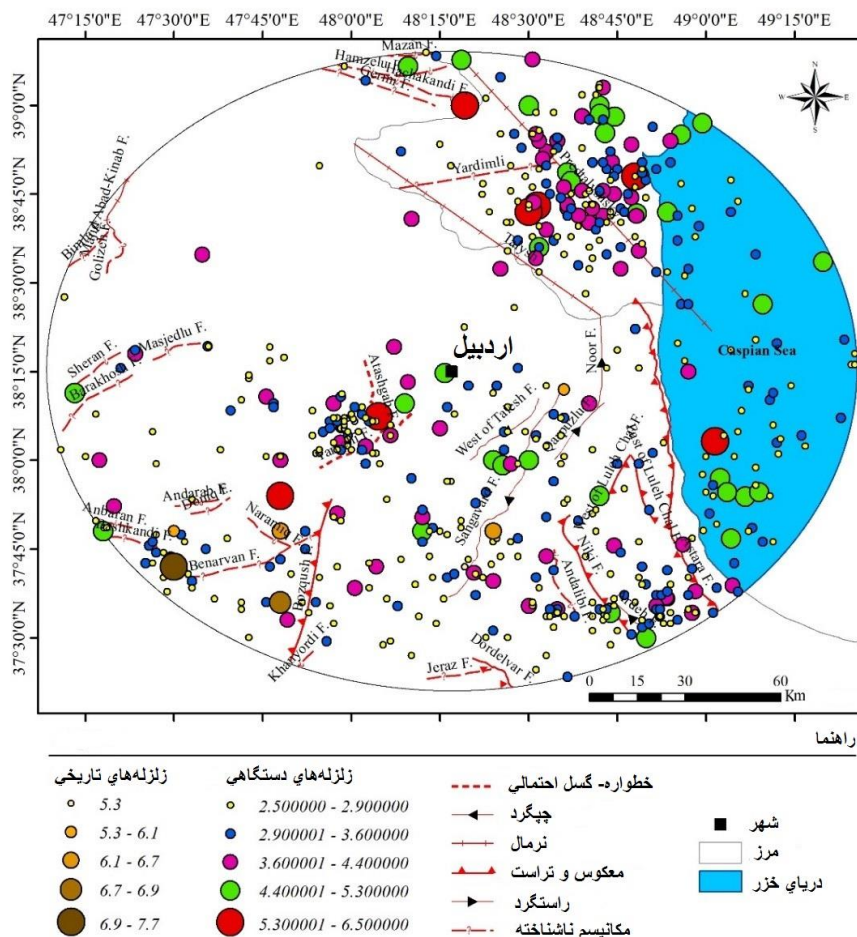 47°15'0"E 47°30'0"E 47°45'0"E 48°0'0"E 48°15'0"E 48°30'0"E 48°45'0"E 49°0'0"E 49°15'0"E
Mazan F.
Hamzelu F.
Germi F.
N
W E
S
39°0'0"N
Yardimli
38°45'0"N
38°30'0"N
Caspian Sea
Noor F.
اردبیل
38°15'0"N
Sheran F.
Masjedlu F.
West of Talesh F.
Sangavar F.
38°0'0"N
Andarab F.
Anbaran F.
37°45'0"N
Benarvan F.
Bozqush F.
Andalibi F.
37°30'0"N
Jeraz F.
Dordelvar F.
0 15 30 45 60
Km
راهنما
زلزله‌هاي تاريخي
5.3
5.3 - 6.1
6.1 - 6.7
6.7 - 6.9
6.9 - 7.7
زلزله‌هاي دستگاهي
2.500000 - 2.900000
2.900001 - 3.600000
3.600001 - 4.400000
4.400001 - 5.300000
5.300001 - 6.500000
خطواره- گسل احتمالي
چپگرد
نرمال
معكوس و تراست
راستگرد
مكانيسم ناشناخته
شهر
مرز
درياي خزر